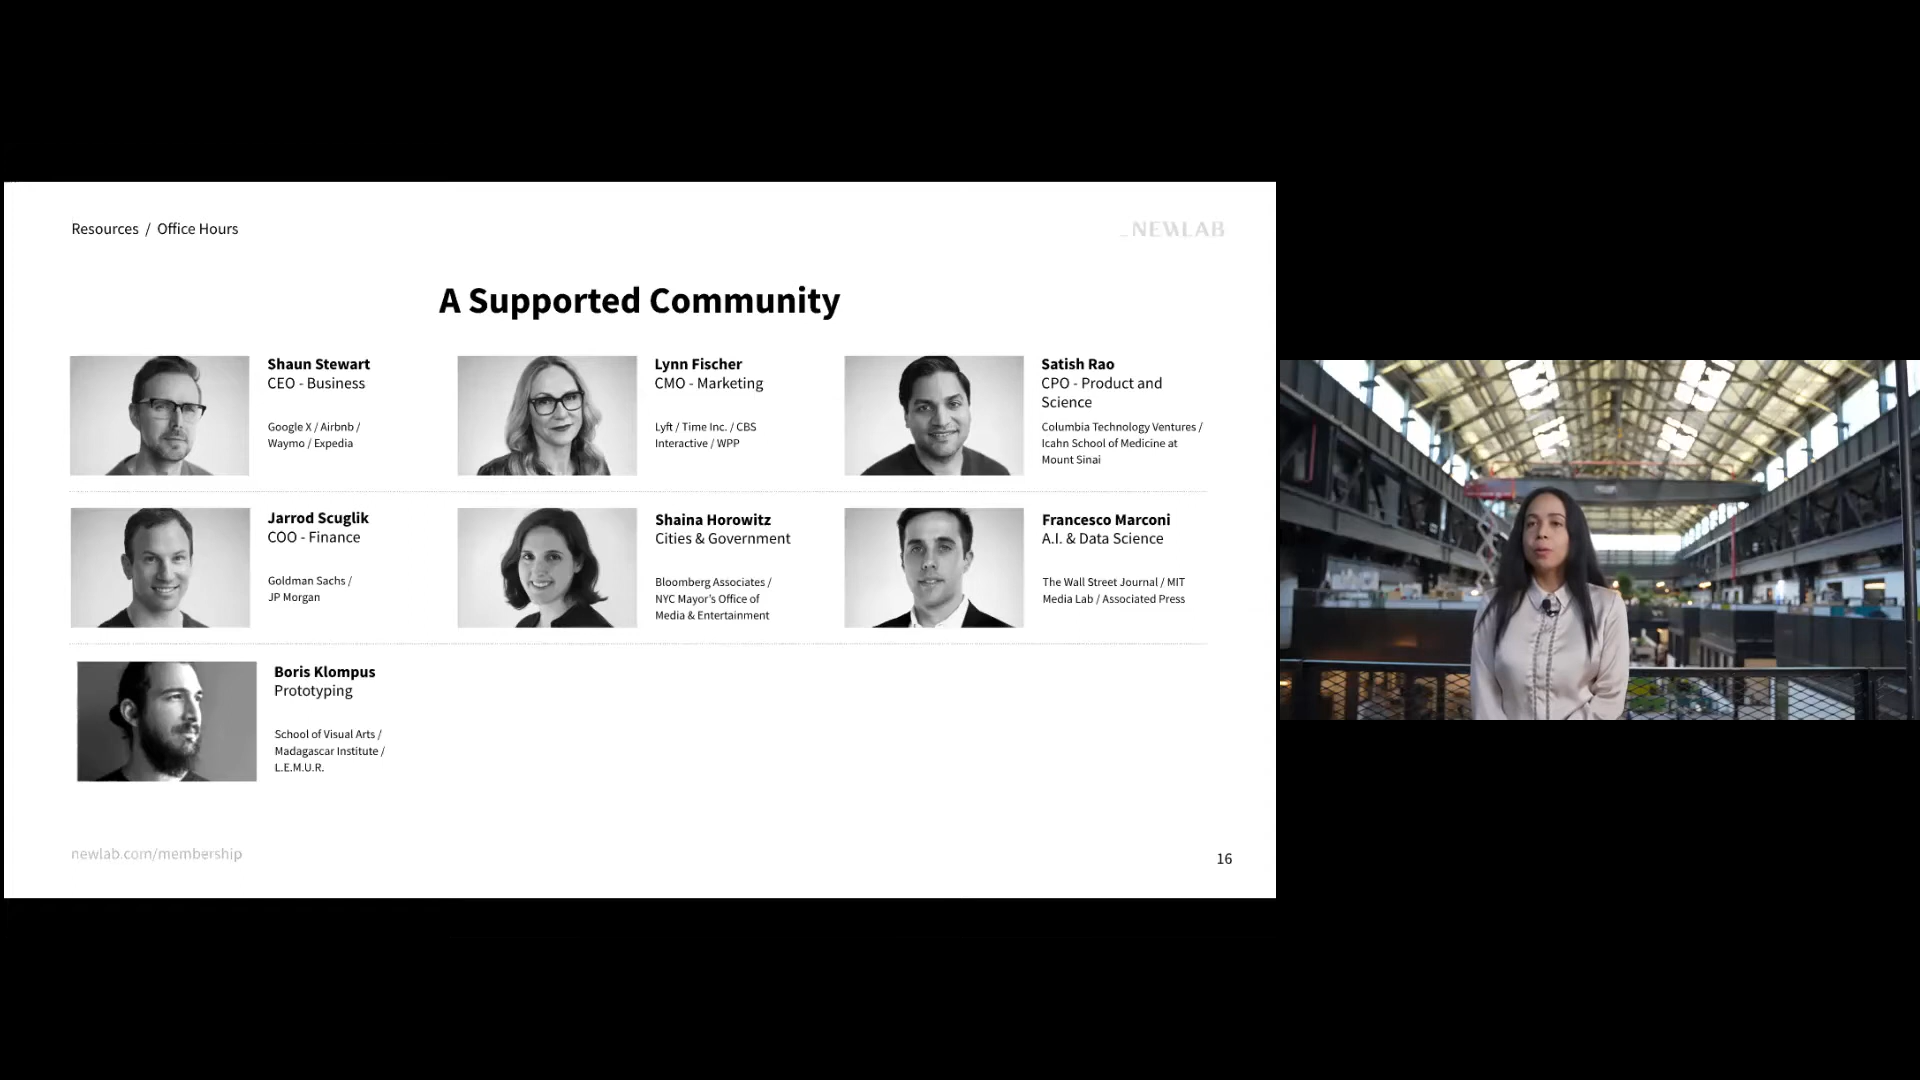 Resources / Office Hours
_NEWLAB
A Supported Community
Shaun Stewart
CEO - Business
Google X / Airbnb /
Waymo / Expedia
Lynn Fischer
CMO - Marketing
Lyft / Time Inc. / CBS
Interactive / WPP
Satish Rao
CPO - Product and
Science
Columbia Technology Ventures /
Icahn School of Medicine at
Mount Sinai
Jarrod Scuglik
COO - Finance
Goldman Sachs /
JP Morgan
Shaina Horowitz
Cities & Government
Bloomberg Associates /
NYC Mayor's Office of
Media & Entertainment
Francesco Marconi
A.I. & Data Science
The Wall Street Journal / MIT
Media Lab / Associated Press
Boris Klompus
Prototyping
School of Visual Arts /
Madagascar Institute /
L.E.M.U.R.
newlab.com/membership
16